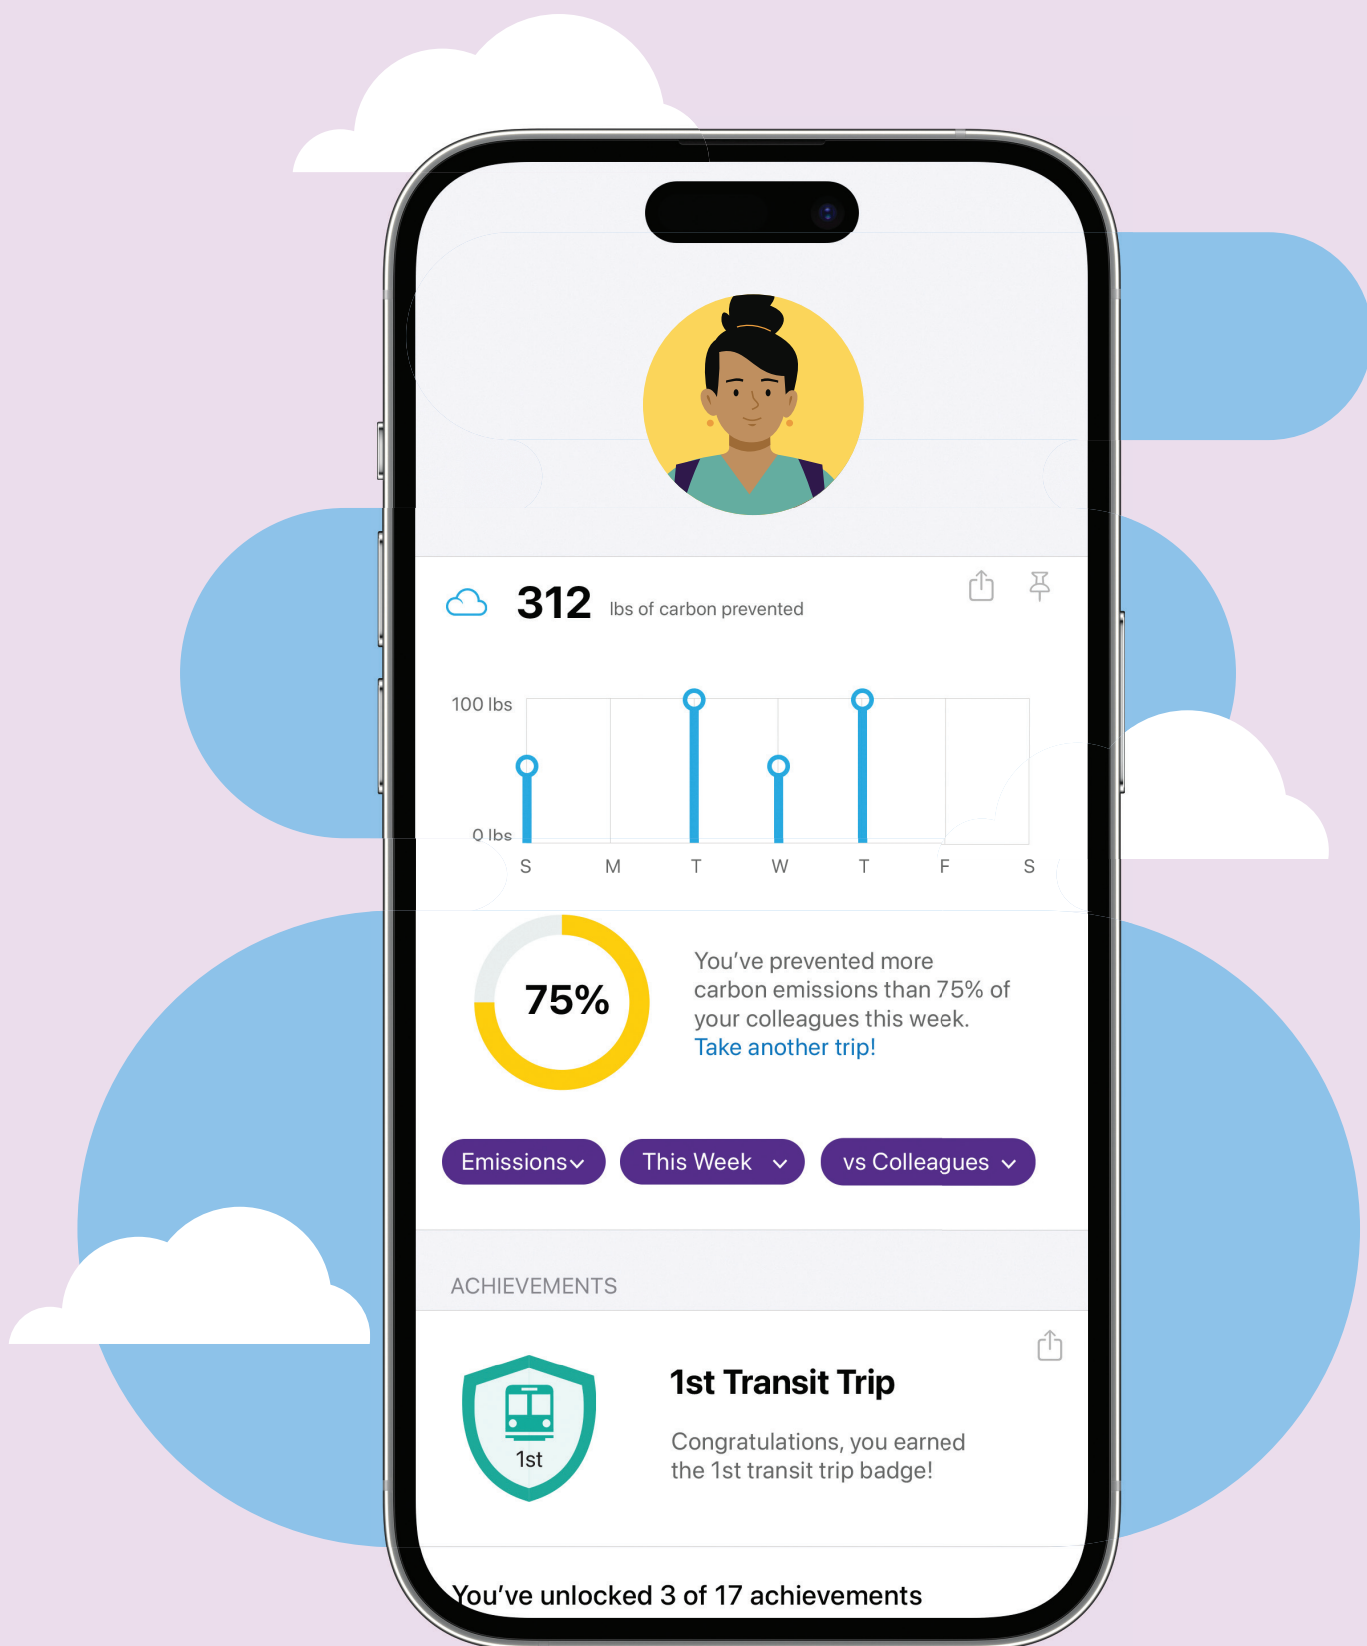 312 lbs of carbon prevented
100 lbs
0 lbs
S M T W T F S
75%
You've prevented more
carbon emissions than 75% of
your colleagues this week.
Take another trip!
Emissions This Week vs Colleagues
ACHIEVEMENTS
1st
1st Transit Trip
Congratulations, you earned
the 1st transit trip badge!
You've unlocked 3 of 17 achievements